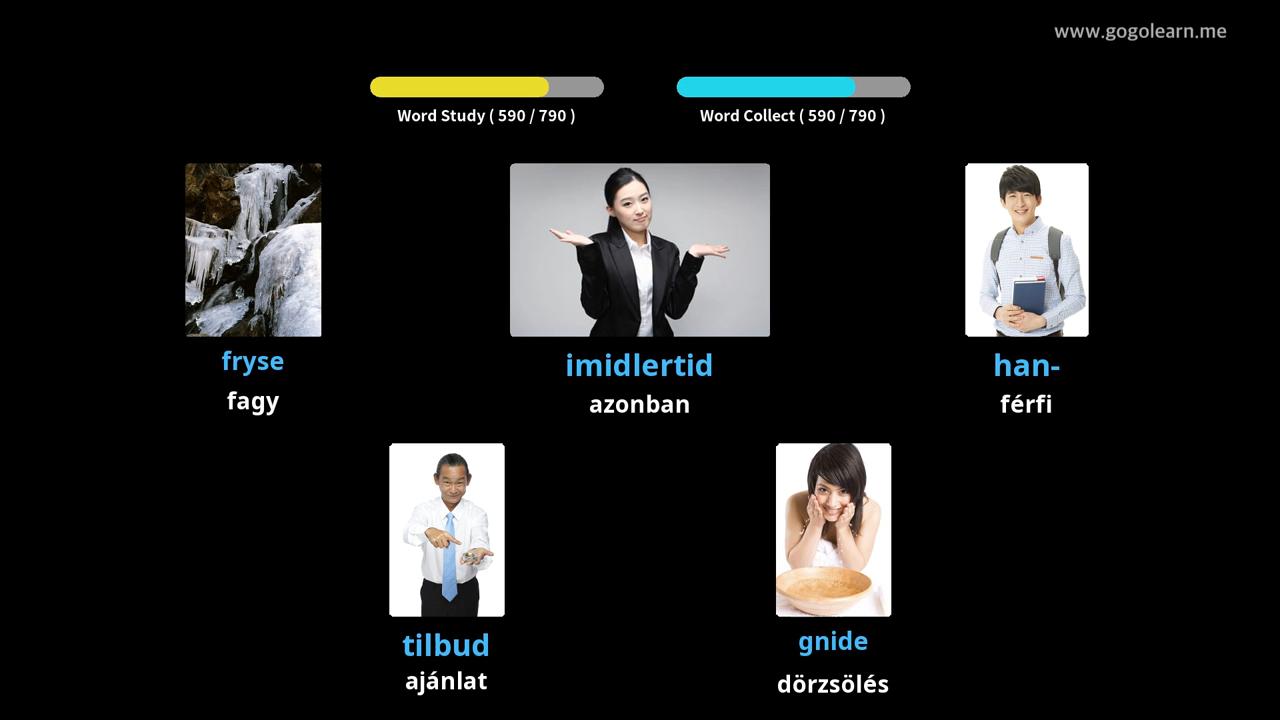 www.gogolearn.me
Word Study ( 590 / 790 )
Word Collect ( 590 / 790 )
fryse
fagy
imidlertid
azonban
han-
férfi
tilbud
ajánlat
gnide
dörzsölés